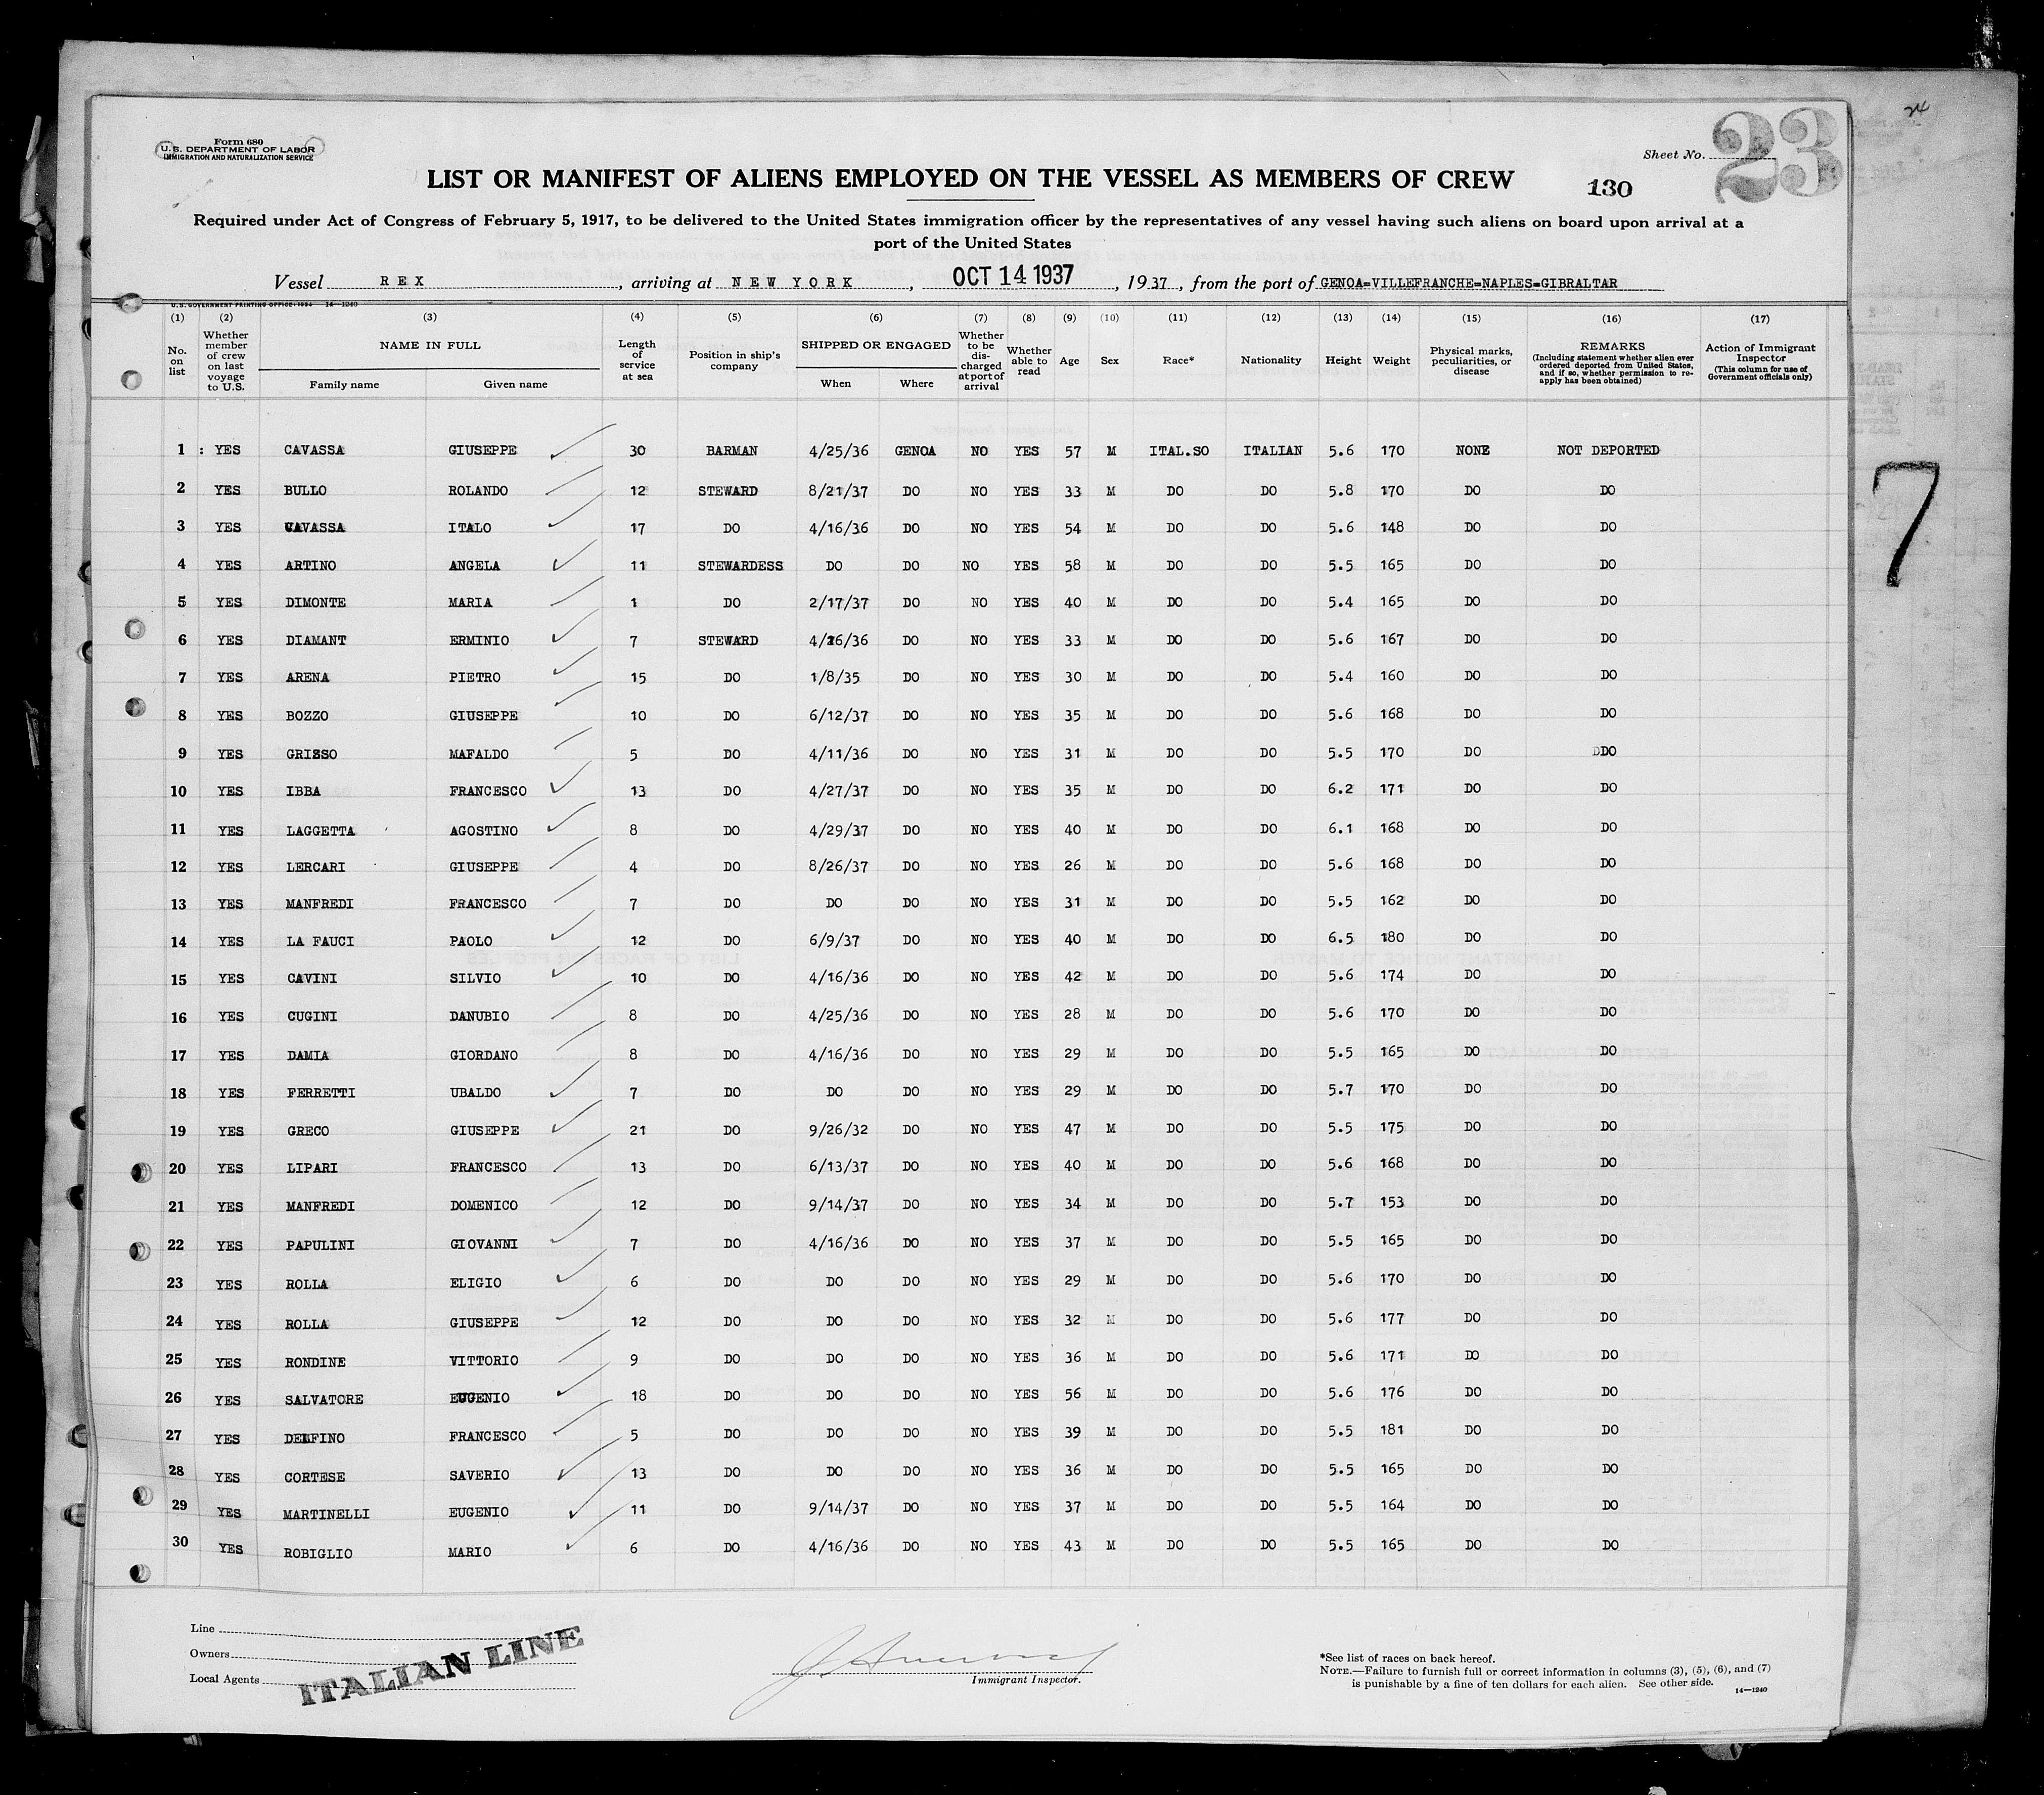 Form 680
U. S. DEPARTMENT OF LABOR
IMMIGRATION AND NATURALIZATION SERVICE
Sheet No. 23
24
LIST OR MANIFEST OF ALIENS EMPLOYED ON THE VESSEL AS MEMBERS OF CREW
130
Required under Act of Congress of February 5, 1917, to be delivered to the United States immigration officer by the representatives of any vessel having such aliens on board upon arrival at a
port of the United States
Vessel REX, arriving at NEW YORK, OCT 14 1937, 1937, from the port of GENOA=VILLEFRANCHE=NAPLES=GIBRALTAR
U. S. GOVERNMENT PRINTING OFFICE: 1934 14—1240
(1) (2) (3) (4) (5) (6) (7) (8) (9) (10) (11) (12) (13) (14) (15) (16) (17)
No. on list
Whether member of crew on last voyage to U.S.
NAME IN FULL
Family name Given name
Length of service at sea
Position in ship's company
SHIPPED OR ENGAGED
When Where
Whether to be discharged at port of arrival
Whether able to read
Age
Sex
Race*
Nationality
Height
Weight
Physical marks, peculiarities, or disease
REMARKS
(Including statement whether alien ever ordered deported from United States, and if so, whether permission to reapply has been obtained)
Action of Immigrant Inspector
(This column for use of Government officials only)
1 : YES CAVASSA GIUSEPPE 30 BARMAN 4/25/36 GENOA NO YES 57 M ITAL.SO ITALIAN 5.6 170 NONE NOT DEPORTED
2 YES BULLO ROLANDO 12 STEWARD 8/21/37 DO NO YES 33 M DO DO 5.8 170 DO DO
3 YES CAVASSA ITALO 17 DO 4/16/36 DO NO YES 54 M DO DO 5.6 148 DO DO
4 YES ARTINO ANGELA 11 STEWARDESS DO DO NO YES 58 M DO DO 5.5 165 DO DO
5 YES DIMONTE MARIA 1 DO 2/17/37 DO NO YES 40 M DO DO 5.4 165 DO DO
6 YES DIAMANT ERMINIO 7 STEWARD 4/26/36 DO NO YES 33 M DO DO 5.6 167 DO DO
7 YES ARENA PIETRO 15 DO 1/8/35 DO NO YES 30 M DO DO 5.4 160 DO DO
8 YES BOZZO GIUSEPPE 10 DO 6/12/37 DO NO YES 35 M DO DO 5.6 168 DO DO
9 YES GRISSO MAFALDO 5 DO 4/11/36 DO NO YES 31 M DO DO 5.5 170 DO DDO
10 YES IBBA FRANCESCO 13 DO 4/27/37 DO NO YES 35 M DO DO 6.2 171 DO DO
11 YES LAGGETTA AGOSTINO 8 DO 4/29/37 DO NO YES 40 M DO DO 6.1 168 DO DO
12 YES LERCARI GIUSEPPE 4 DO 8/26/37 DO NO YES 26 M DO DO 5.6 168 DO DO
13 YES MANFREDI FRANCESCO 7 DO DO DO NO YES 31 M DO DO 5.5 162 DO DO
14 YES LA FAUCI PAOLO 12 DO 6/9/37 DO NO YES 40 M DO DO 6.5 180 DO DO
15 YES CAVINI SILVIO 10 DO 4/16/36 DO NO YES 42 M DO DO 5.6 174 DO DO
16 YES CUGINI DANUBIO 8 DO 4/25/36 DO NO YES 28 M DO DO 5.6 170 DO DO
17 YES DAMIA GIORDANO 8 DO 4/16/36 DO NO YES 29 M DO DO 5.5 165 DO DO
18 YES FERRETTI UBALDO 7 DO DO DO NO YES 29 M DO DO 5.7 170 DO DO
19 YES GRECO GIUSEPPE 21 DO 9/26/32 DO NO YES 47 M DO DO 5.5 175 DO DO
20 YES LIPARI FRANCESCO 13 DO 6/13/37 DO NO YES 40 M DO DO 5.6 168 DO DO
21 YES MANFREDI DOMENICO 12 DO 9/14/37 DO NO YES 34 M DO DO 5.7 153 DO DO
22 YES PAPULINI GIOVANNI 7 DO 4/16/36 DO NO YES 37 M DO DO 5.5 165 DO DO
23 YES ROLLA ELIGIO 6 DO DO DO NO YES 29 M DO DO 5.6 170 DO DO
24 YES ROLLA GIUSEPPE 12 DO DO DO NO YES 32 M DO DO 5.6 177 DO DO
25 YES RONDINE VITTORIO 9 DO DO DO NO YES 36 M DO DO 5.6 171 DO DO
26 YES SALVATORE EUGENIO 18 DO DO DO NO YES 56 M DO DO 5.6 176 DO DO
27 YES DELFINO FRANCESCO 5 DO DO DO NO YES 39 M DO DO 5.5 181 DO DO
28 YES CORTESE SAVERIO 13 DO DO DO NO YES 36 M DO DO 5.5 165 DO DO
29 YES MARTINELLI EUGENIO 11 DO 9/14/37 DO NO YES 37 M DO DO 5.5 164 DO DO
30 YES ROBIGLIO MARIO 6 DO 4/16/36 DO NO YES 43 M DO DO 5.5 165 DO DO
7
Line
Owners
Local Agents
ITALIAN LINE
Immigrant Inspector.
*See list of races on back hereof.
NOTE.—Failure to furnish full or correct information in columns (3), (5), (6), and (7)
is punishable by a fine of ten dollars for each alien. See other side.
14—1240